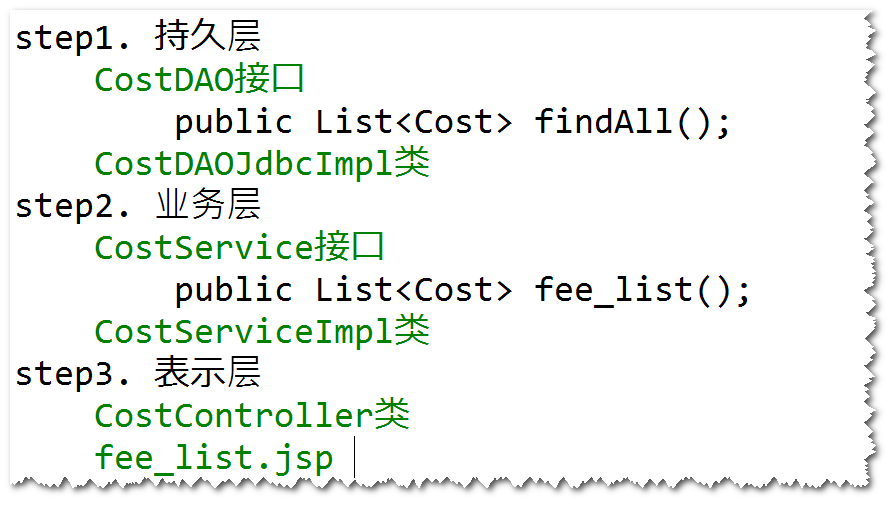 step1. 持久层
CostDAO接口
public List<Cost> findAll();
CostDAOJdbcImpl类
step2. 业务层
CostService接口
public List<Cost> fee_list();
CostServiceImpl类
step3. 表示层
CostController类
fee_list.jsp